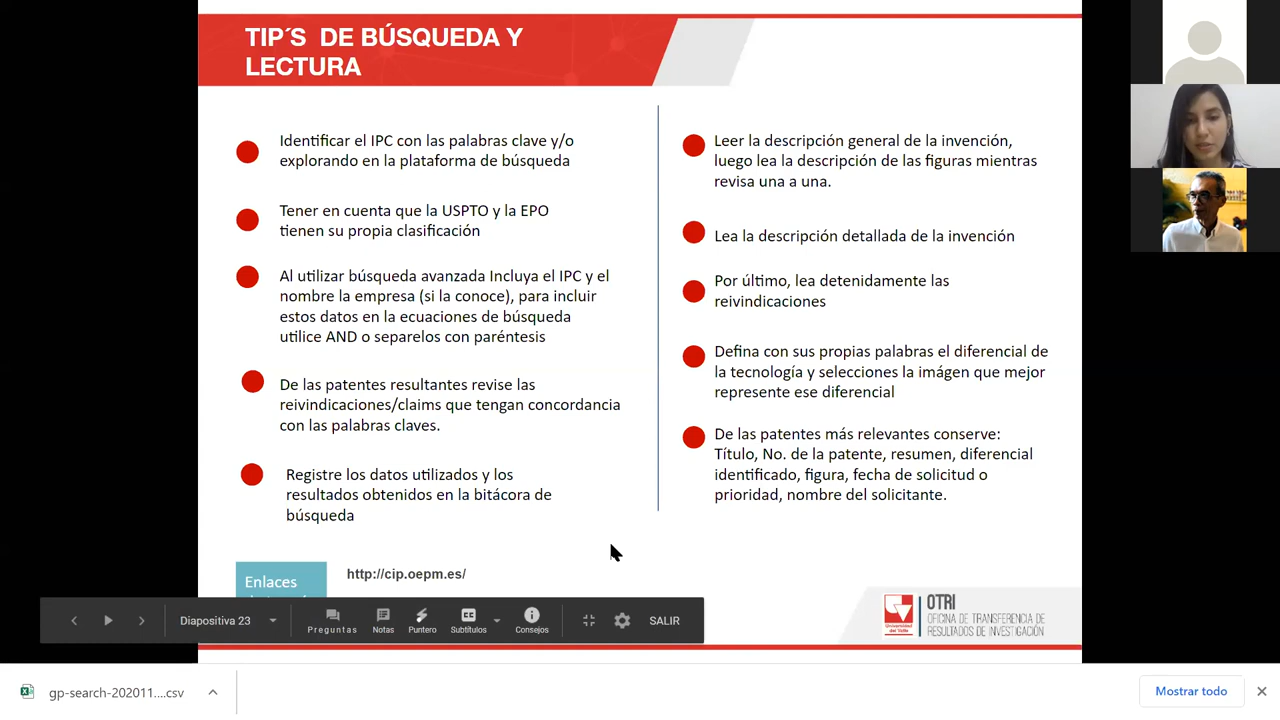 TIP´S DE BÚSQUEDA Y
LECTURA
Identificar el IPC con las palabras clave y/o
explorando en la plataforma de búsqueda
Tener en cuenta que la USPTO y la EPO
tienen su propia clasificación
Al utilizar búsqueda avanzada Incluya el IPC y el
nombre la empresa (si la conoce), para incluir
estos datos en la ecuaciones de búsqueda
utilice AND o separelos con paréntesis
De las patentes resultantes revise las
reivindicaciones/claims que tengan concordancia
con las palabras claves.
Registre los datos utilizados y los
resultados obtenidos en la bitácora de
búsqueda
Leer la descripción general de la invención,
luego lea la descripción de las figuras mientras
revisa una a una.
Lea la descripción detallada de la invención
Por último, lea detenidamente las
reivindicaciones
Defina con sus propias palabras el diferencial de
la tecnología y selecciones la imágen que mejor
represente ese diferencial
De las patentes más relevantes conserve:
Título, No. de la patente, resumen, diferencial
identificado, figura, fecha de solicitud o
prioridad, nombre del solicitante.
Enlaces
http://cip.oepm.es/
Diapositiva 23
Preguntas
Notas
Puntero
Subtítulos
Consejos
SALIR
Universidad
del Valle
OTRI
OFICINA DE TRANSFERENCIA DE
RESULTADOS DE INVESTIGACIÓN
gp-search-202011....csv
Mostrar todo